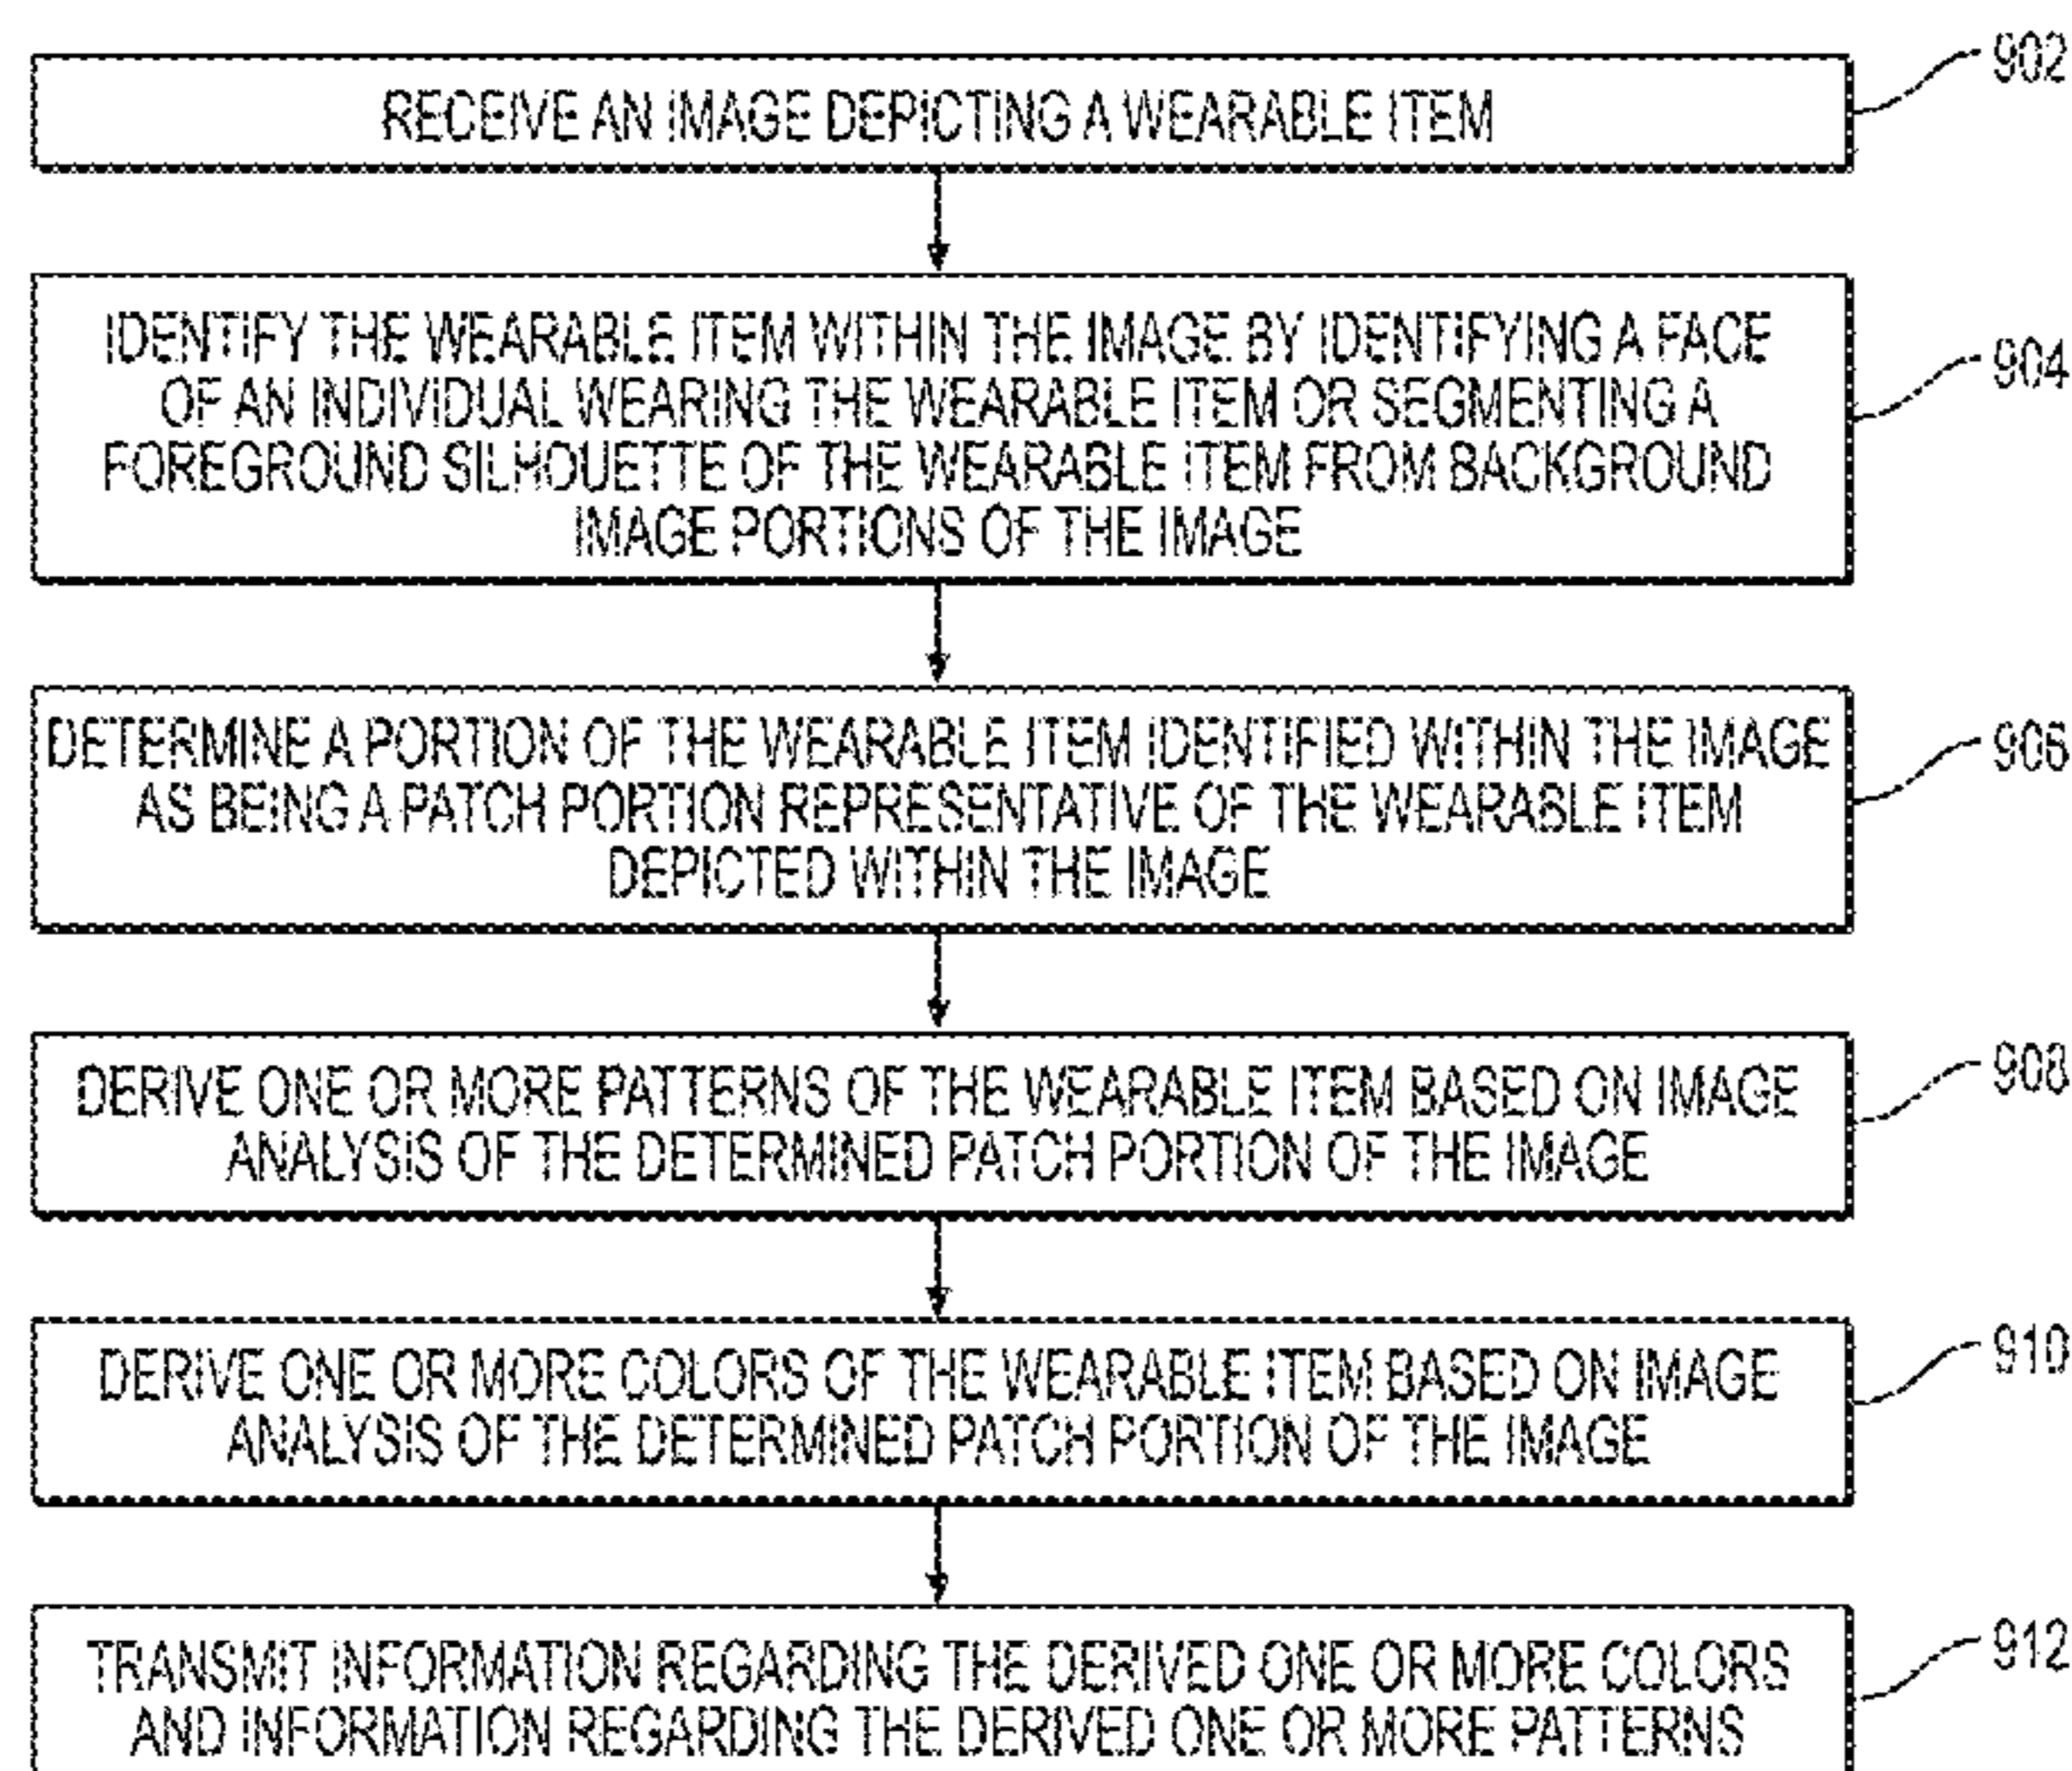 RECEIVE AN IMAGE DEPICTING A WEARABLE ITEM
902
IDENTIFY THE WEARABLE ITEM WITHIN THE IMAGE BY IDENTIFYING A FACE
OF AN INDIVIDUAL WEARING THE WEARABLE ITEM OR SEGMENTING A
FOREGROUND SILHOUETTE OF THE WEARABLE ITEM FROM BACKGROUND
IMAGE PORTIONS OF THE IMAGE
904
DETERMINE A PORTION OF THE WEARABLE ITEM IDENTIFIED WITHIN THE IMAGE
AS BEING A PATCH PORTION REPRESENTATIVE OF THE WEARABLE ITEM
DEPICTED WITHIN THE IMAGE
906
DERIVE ONE OR MORE PATTERNS OF THE WEARABLE ITEM BASED ON IMAGE
ANALYSIS OF THE DETERMINED PATCH PORTION OF THE IMAGE
908
DERIVE ONE OR MORE COLORS OF THE WEARABLE ITEM BASED ON IMAGE
ANALYSIS OF THE DETERMINED PATCH PORTION OF THE IMAGE
910
TRANSMIT INFORMATION REGARDING THE DERIVED ONE OR MORE COLORS
AND INFORMATION REGARDING THE DERIVED ONE OR MORE PATTERNS
912